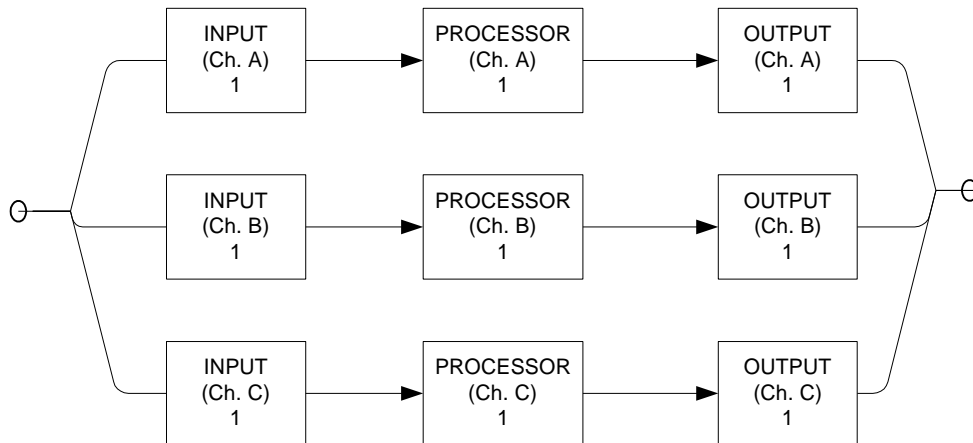 INPUT
(Ch. A)
1
PROCESSOR
(Ch. A)
1
OUTPUT
(Ch. A)
1
INPUT
(Ch. B)
1
PROCESSOR
(Ch. B)
1
OUTPUT
(Ch. B)
1
INPUT
(Ch. C)
1
PROCESSOR
(Ch. C)
1
OUTPUT
(Ch. C)
1